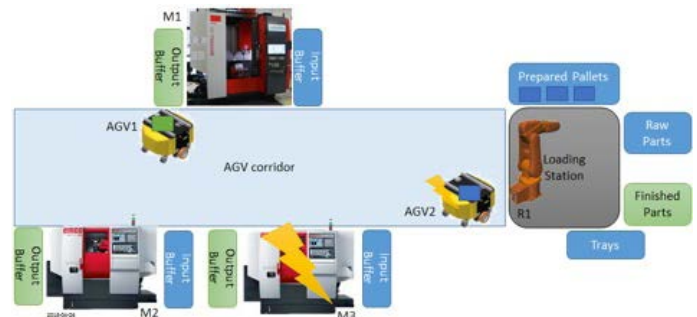 M1
Output
Buffer
Input
Buffer
Prepared Pallets
AGV1
AGV corridor
Raw
Parts
Loading
Station
R1
AGV2
Finished
Parts
Trays
Output
Buffer
Input
Buffer
Output
Buffer
Input
Buffer
M2
M3